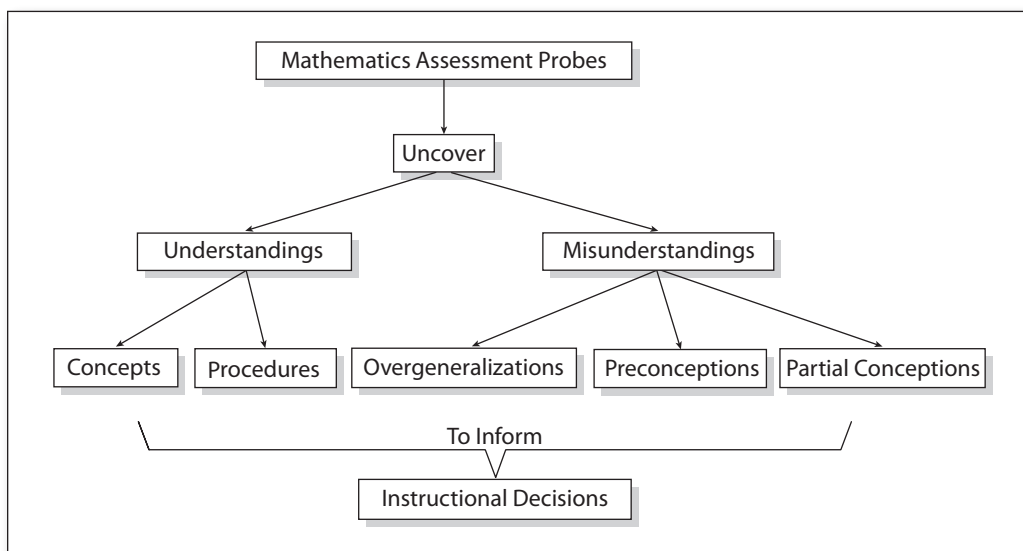 Mathematics Assessment Probes
Uncover
Understandings
Misunderstandings
Concepts
Procedures
Overgeneralizations
Preconceptions
Partial Conceptions
To Inform
Instructional Decisions